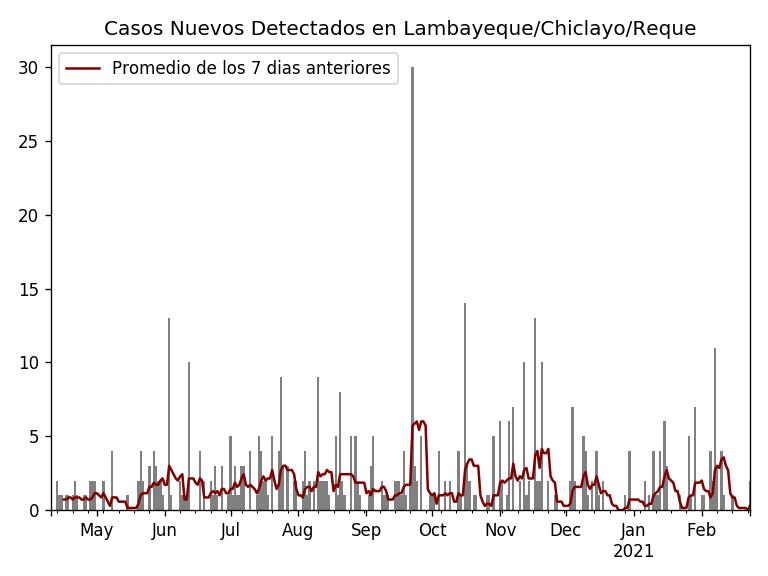 Casos Nuevos Detectados en Lambayeque/Chiclayo/Reque
Promedio de los 7 dias anteriores
30
25
20
15
10
5
0
May Jun Jul Aug Sep Oct Nov Dec Jan Feb
2021